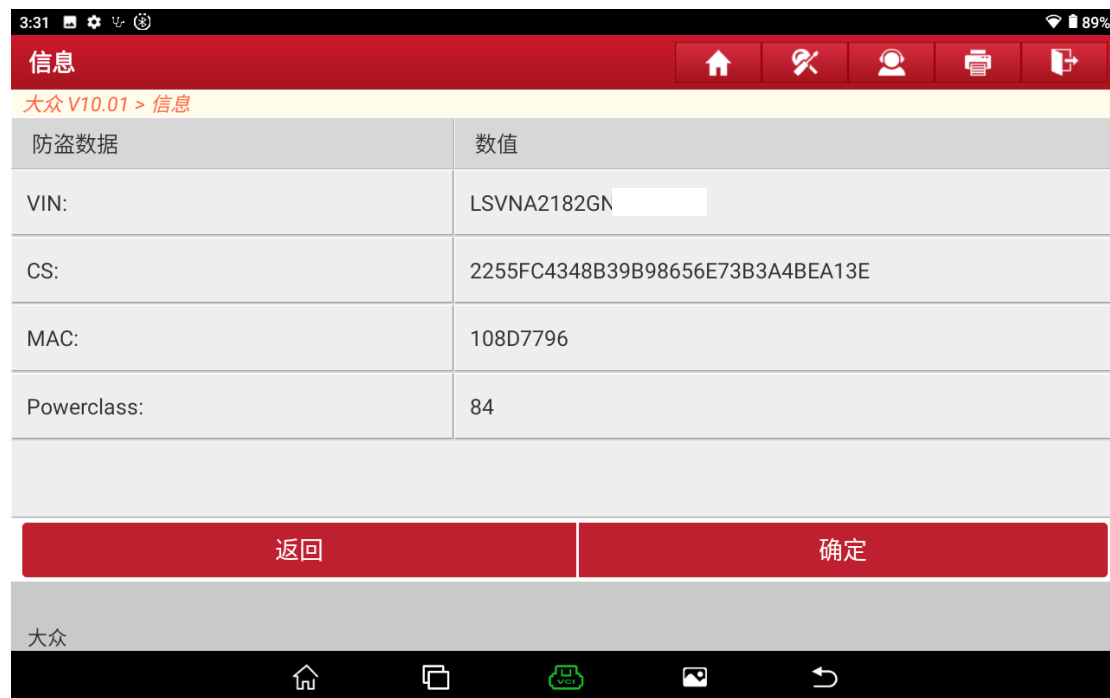 3:31 89%
信息
大众 V10.01 > 信息
防盗数据 数值
VIN: LSVNA2182GN
CS: 2255FC4348B39B98656E73B3A4BEA13E
MAC: 108D7796
Powerclass: 84
返回 确定
大众
VCI